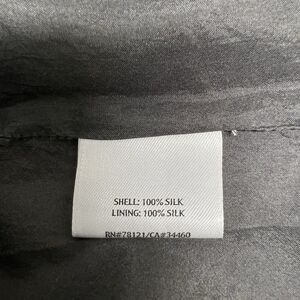 SHELL: 100% SILK
LINING: 100% SILK
RN#78121/CA#34460